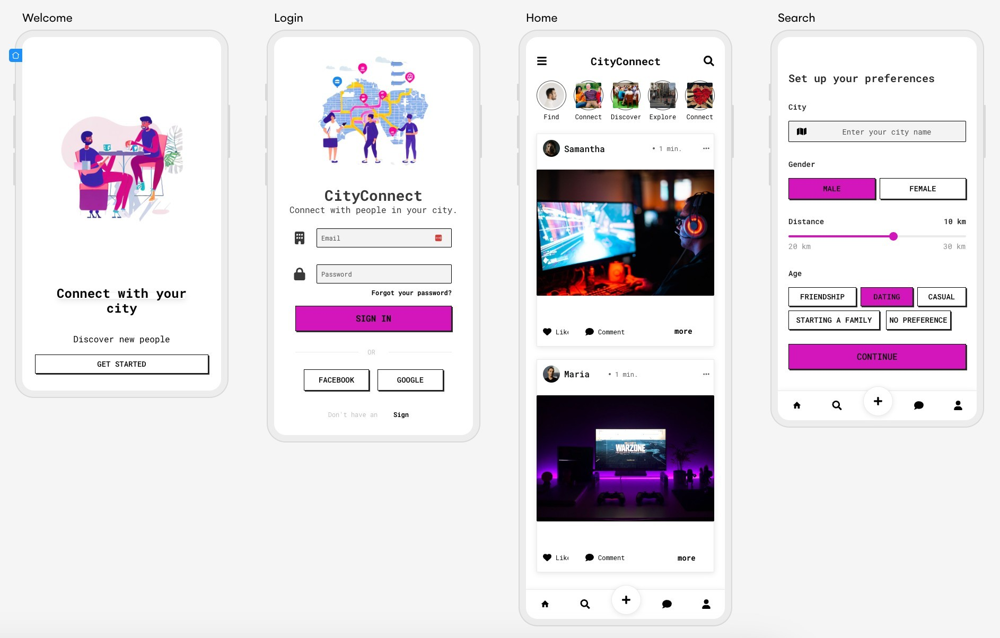 Welcome
Connect with your
city
Discover new people
GET STARTED
Login
CityConnect
Connect with people in your city.
Email
Password
Forgot your password?
SIGN IN
OR
FACEBOOK GOOGLE
Don't have an Sign
Home
CityConnect
Find Connect Discover Explore Connect
Samantha • 1 min.
Like Comment more
Maria • 1 min.
WARZONE
Like Comment more
Search
Set up your preferences
City
Enter your city name
Gender
MALE FEMALE
Distance 10 km
20 km 30 km
Age
FRIENDSHIP DATING CASUAL
STARTING A FAMILY NO PREFERENCE
CONTINUE